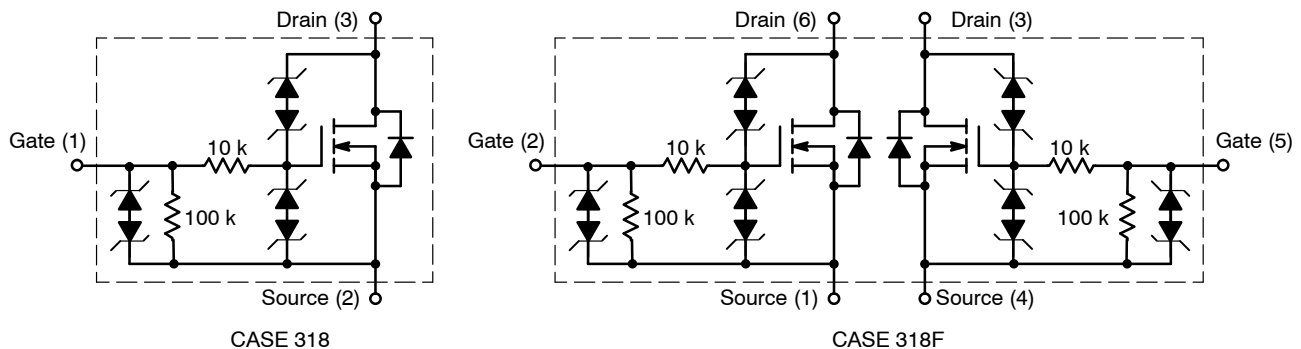 Drain (3)
Gate (1)
10 k
100 k
Source (2)
CASE 318
Drain (6)
Drain (3)
Gate (2)
10 k
10 k
Gate (5)
100 k
100 k
Source (1)
Source (4)
CASE 318F